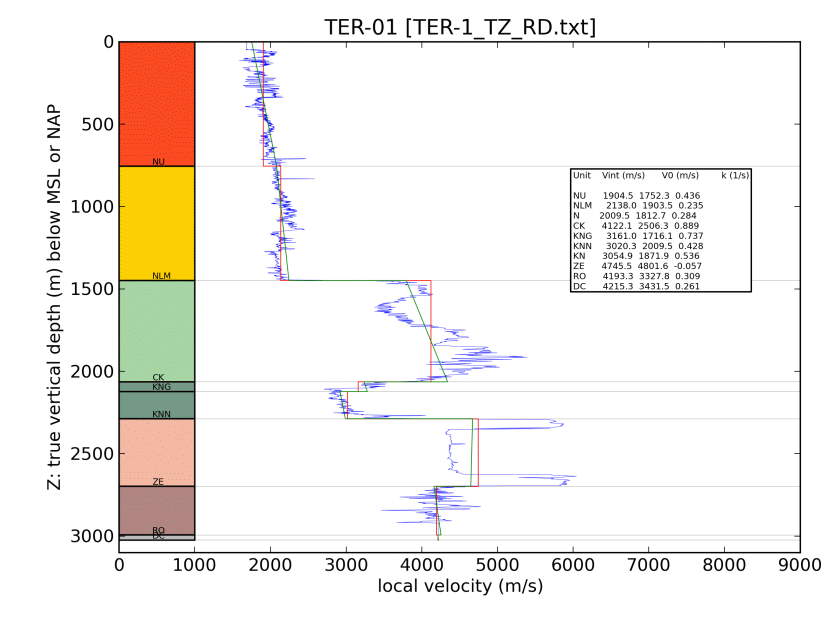 TER-01 [TER-1_TZ_RD.txt]
Z: true vertical depth (m) below MSL or NAP
0
500
1000
1500
2000
2500
3000
NU
NLM
CK
KNG
KNN
ZE
RO
DC
Unit Vint (m/s) V0 (m/s) k (1/s)
NU 1904.5 1752.3 0.436
NLM 2138.0 1903.5 0.235
N 2009.5 1812.7 0.284
CK 4122.1 2506.3 0.889
KNG 3161.0 1716.1 0.737
KNN 3020.3 2009.5 0.428
KN 3054.9 1871.9 0.536
ZE 4745.5 4801.6 -0.057
RO 4193.3 3327.8 0.309
DC 4215.3 3431.5 0.261
0 1000 2000 3000 4000 5000 6000 7000 8000 9000
local velocity (m/s)